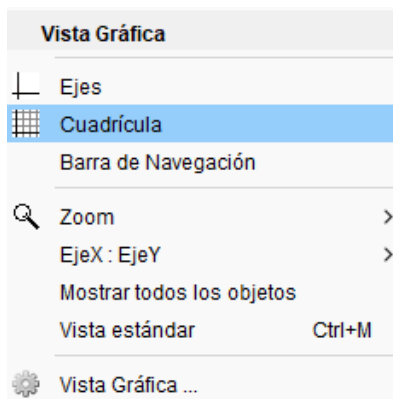 Vista Gráfica
Ejes
Cuadrícula
Barra de Navegación
Zoom
EjeX : EjeY
Mostrar todos los objetos
Vista estándar Ctrl+M
Vista Gráfica ...